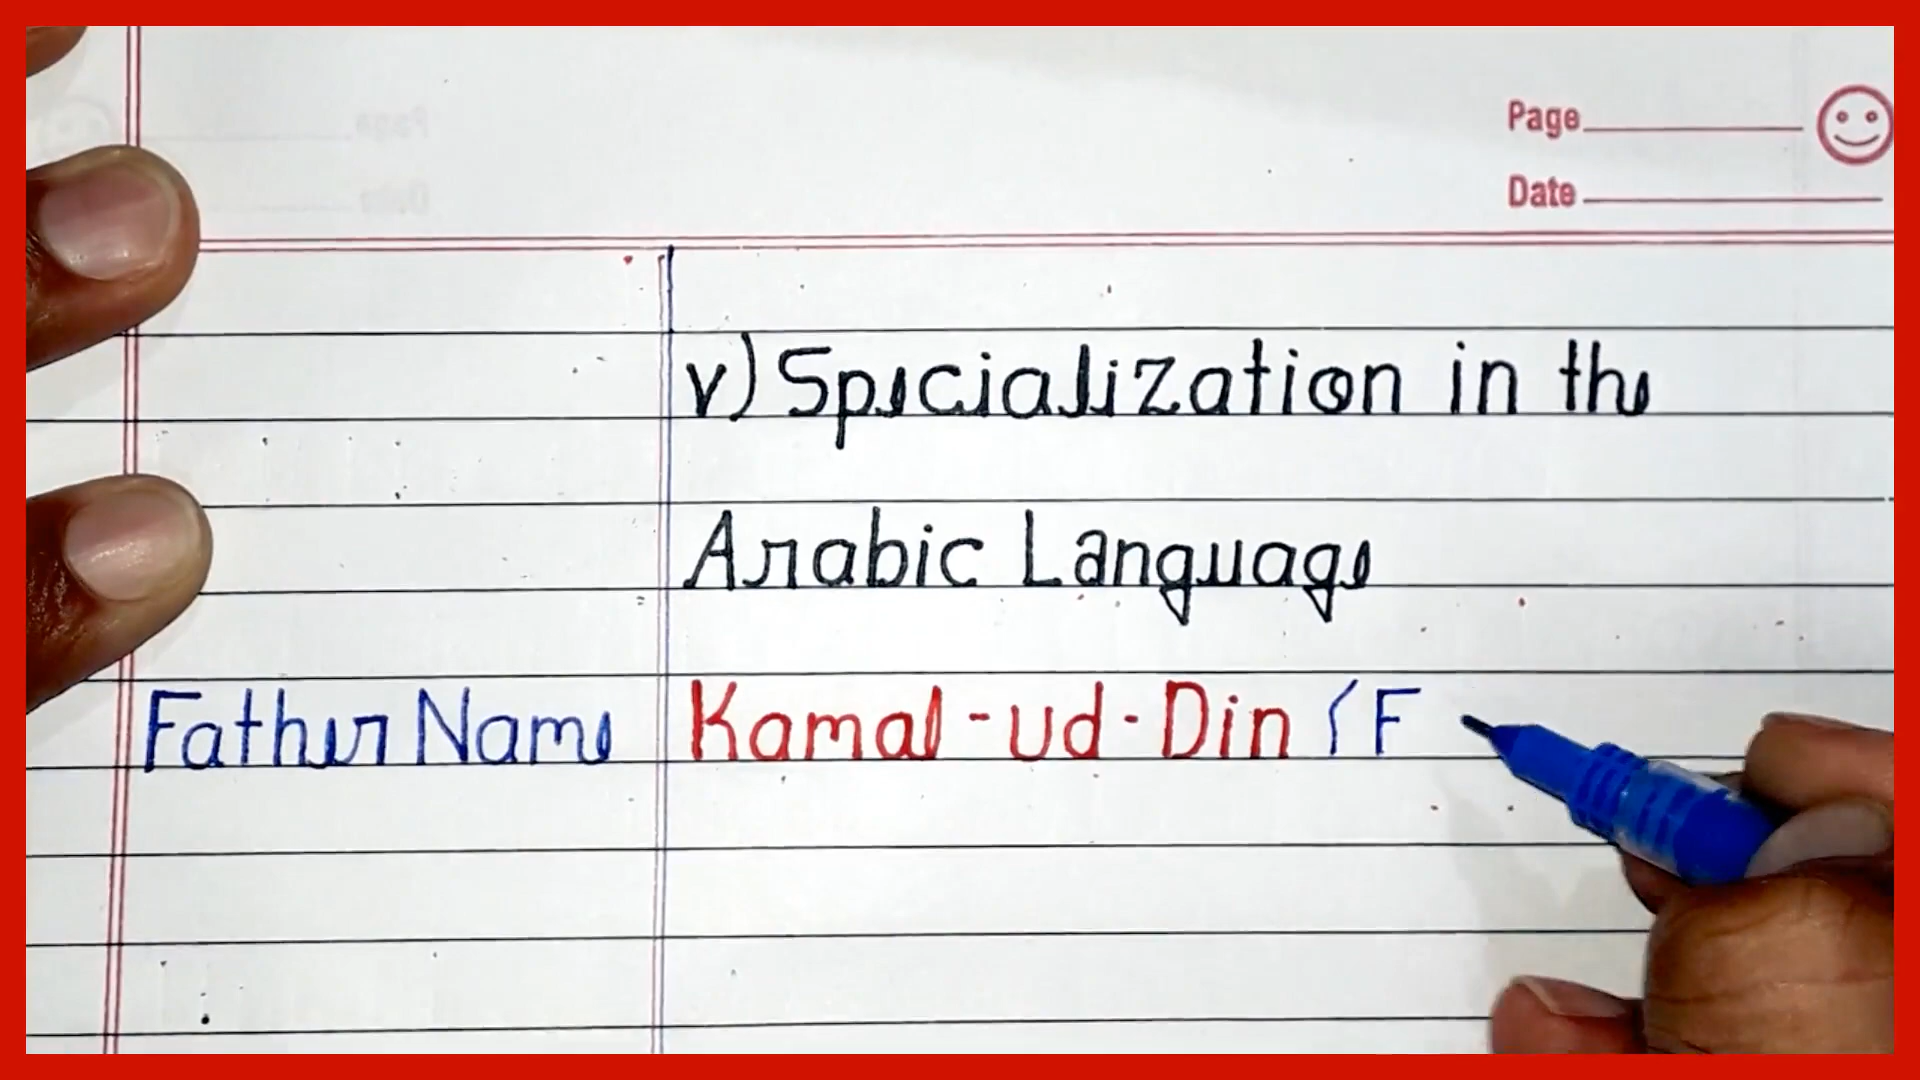 Page
Date
v) Specialization in the
Arabic Language
Father Name Kamal-ud-Din (F